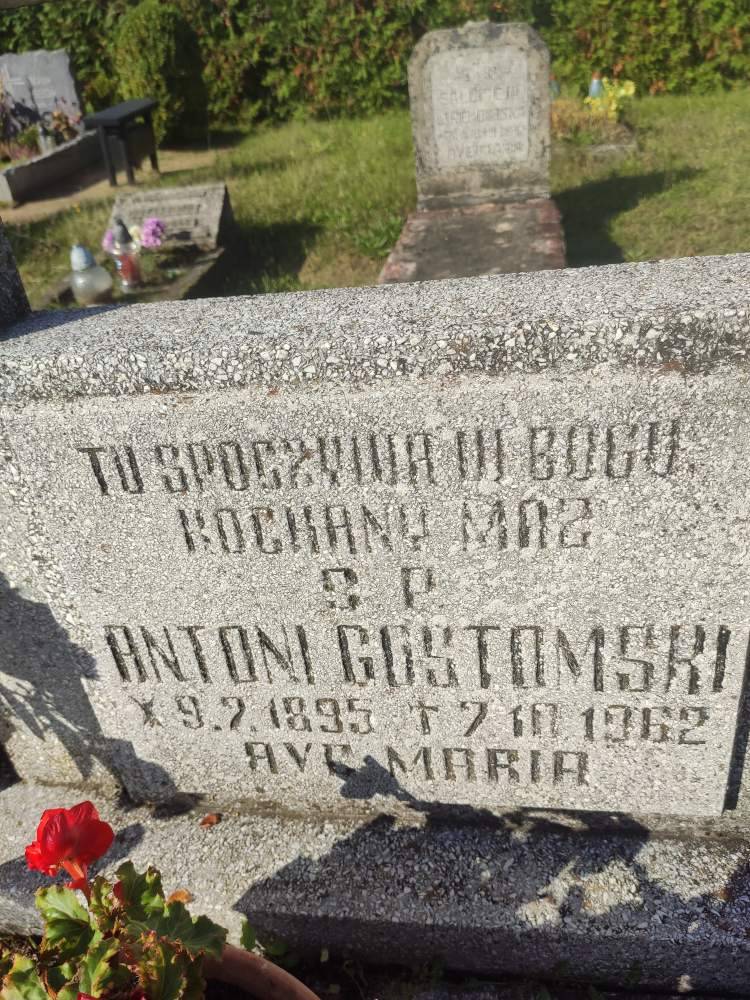 TU SPOCZYWA W BOGU
KOCHANY MĄŻ
Ś P
ANTONI GOSTOMSKI
* 9.7.1895 † 7 10 1962
AVE MARIA